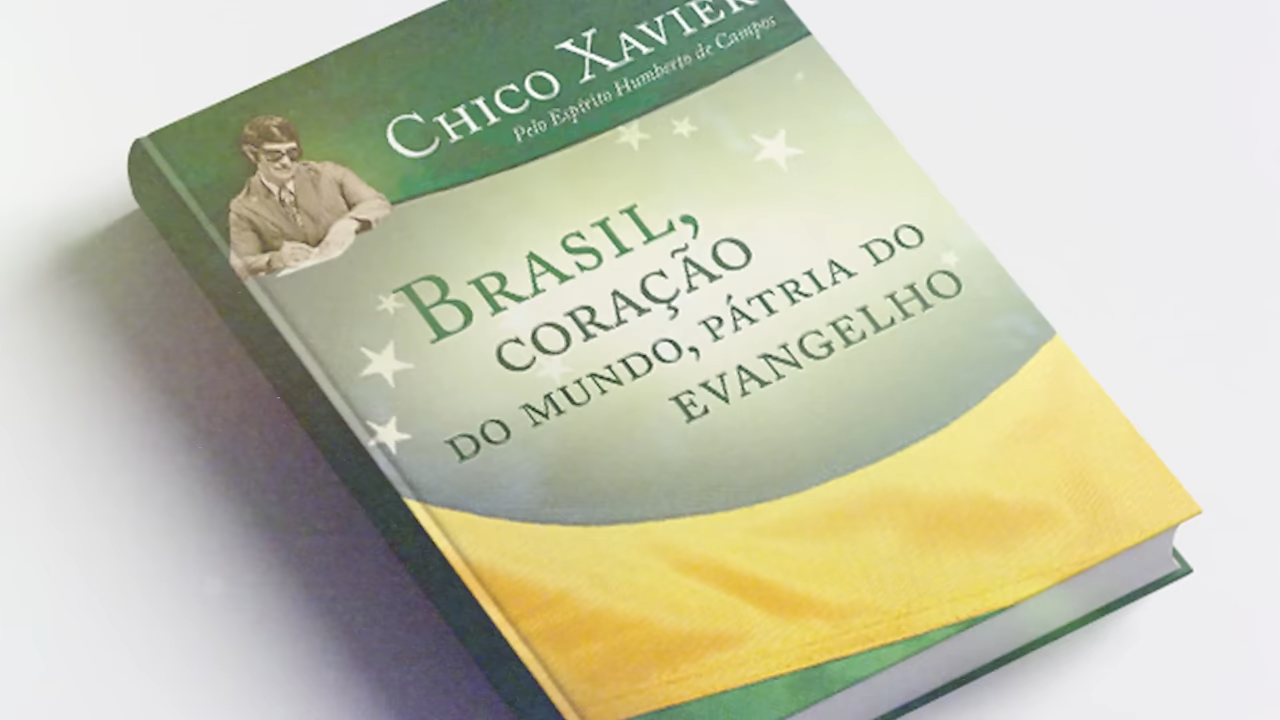 CHICO XAVIER
Pelo Espírito Humberto de Campos
BRASIL,
CORAÇÃO
DO MUNDO, PÁTRIA DO
EVANGELHO